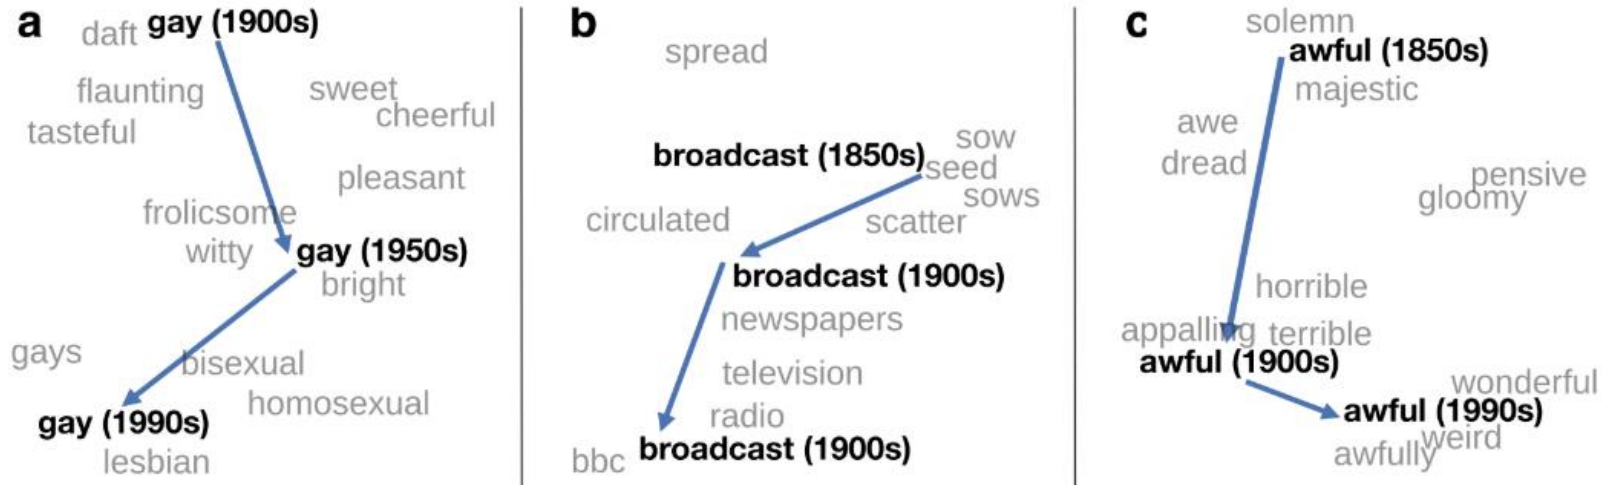 a
daft gay (1900s)
flaunting
sweet
cheerful
tasteful
pleasant
frolicsome
witty
gay (1950s)
bright
gays
bisexual
homosexual
gay (1990s)
lesbian
b
spread
sow
broadcast (1850s)
seed
sows
circulated
scatter
broadcast (1900s)
newspapers
television
radio
broadcast (1900s)
bbc
c
solemn
awful (1850s)
majestic
awe
dread
pensive
gloomy
horrible
appalling terrible
awful (1900s)
wonderful
awful (1990s)
weird
awfully